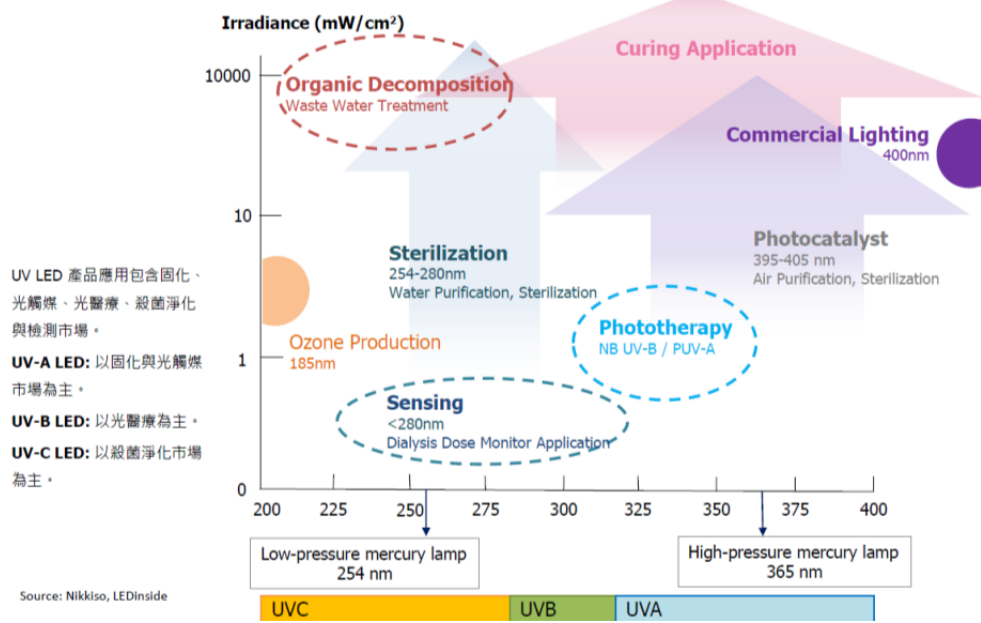 Irradiance (mW/cm²)
Curing Application
10000
Organic Decomposition
Waste Water Treatment
Commercial Lighting
400nm
10
Sterilization
254-280nm
Water Purification, Sterilization
Photocatalyst
395-405 nm
Air Purification, Sterilization
UV LED 產品應用包含固化、
光觸媒、光醫療、殺菌淨化
與檢測市場。
UV-A LED: 以固化與光觸媒
市場為主。
UV-B LED: 以光醫療為主。
UV-C LED: 以殺菌淨化市場
為主。
Phototherapy
NB UV-B / PUV-A
Ozone Production
185nm
1
Sensing
<280nm
Dialysis Dose Monitor Application
0
200 225 250 275 300 325 350 375 400
Low-pressure mercury lamp
254 nm
High-pressure mercury lamp
365 nm
Source: Nikkiso, LEDinside
UVC UVB UVA